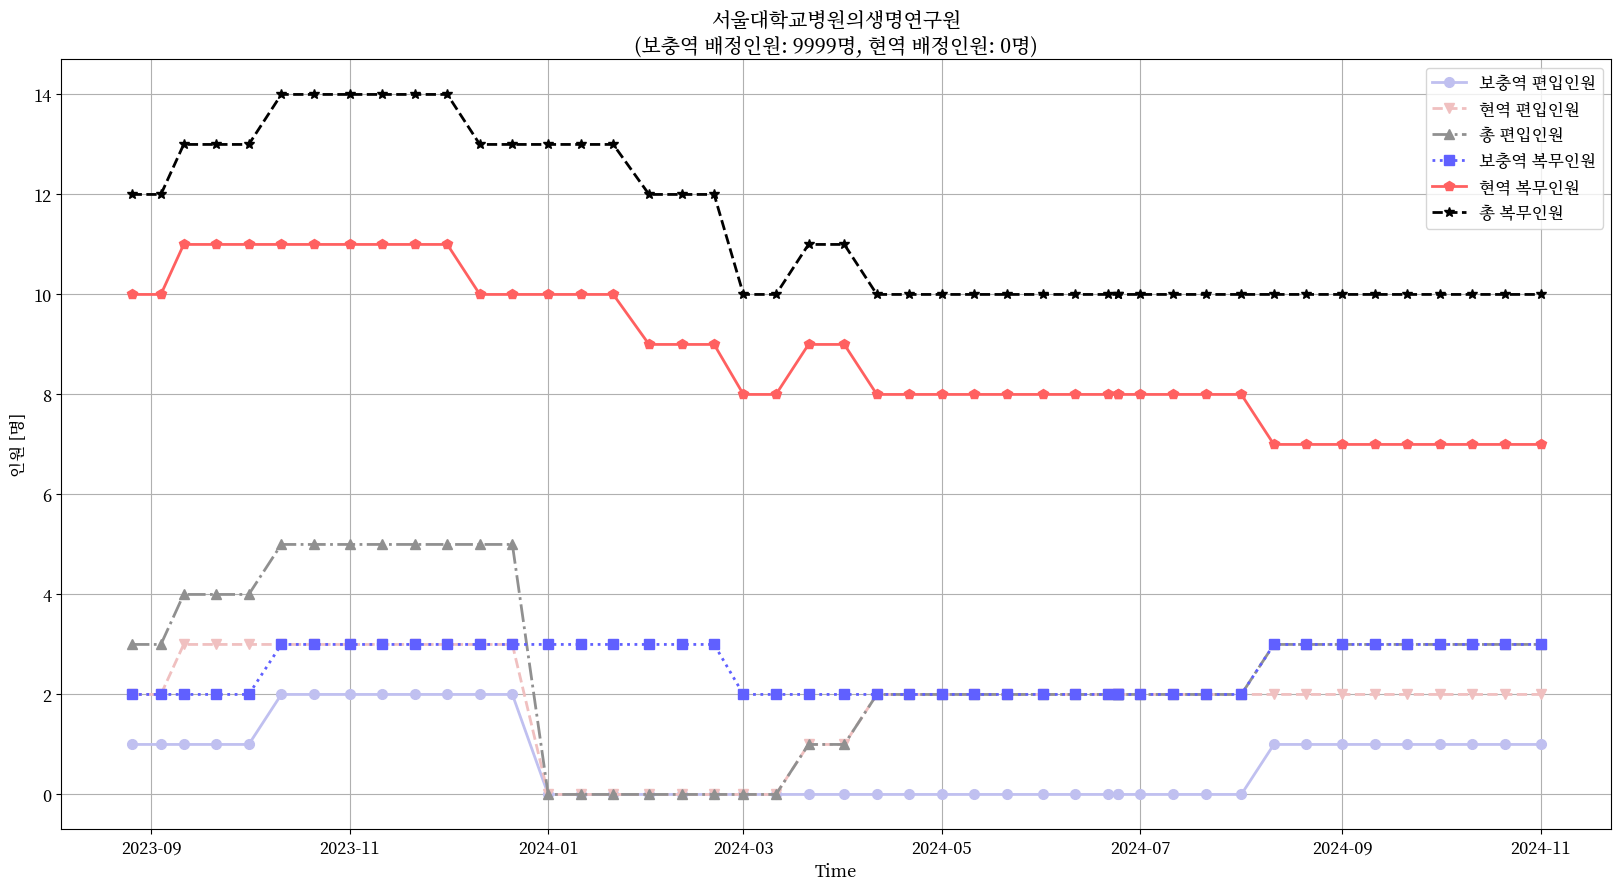 서울대학교병원의생명연구원
(보충역 배정인원: 9999명, 현역 배정인원: 0명)
보충역 편입인원
현역 편입인원
총 편입인원
보충역 복무인원
현역 복무인원
총 복무인원
인원 [명]
14
12
10
8
6
4
2
0
2023-09
2023-11
2024-01
2024-03
2024-05
2024-07
2024-09
2024-11
Time